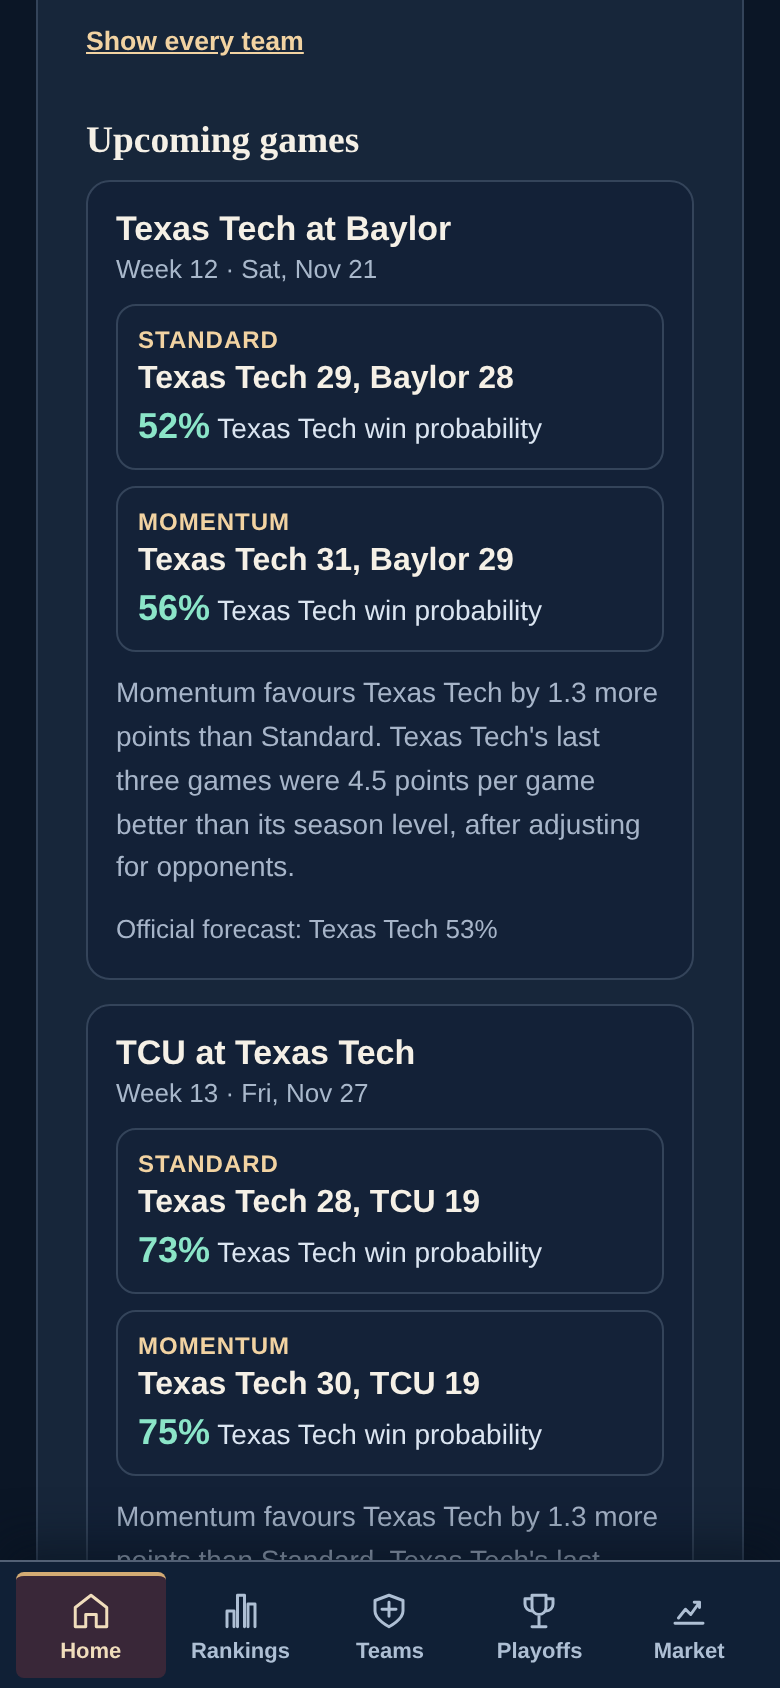 Show every team
Upcoming games
Texas Tech at Baylor
Week 12 · Sat, Nov 21
STANDARD
Texas Tech 29, Baylor 28
52% Texas Tech win probability
MOMENTUM
Texas Tech 31, Baylor 29
56% Texas Tech win probability
Momentum favours Texas Tech by 1.3 more
points than Standard. Texas Tech's last
three games were 4.5 points per game
better than its season level, after adjusting
for opponents.
Official forecast: Texas Tech 53%
TCU at Texas Tech
Week 13 · Fri, Nov 27
STANDARD
Texas Tech 28, TCU 19
73% Texas Tech win probability
MOMENTUM
Texas Tech 30, TCU 19
75% Texas Tech win probability
Momentum favours Texas Tech by 1.3 more
points than Standard. Texas Tech's last
Home
Rankings
Teams
Playoffs
Market